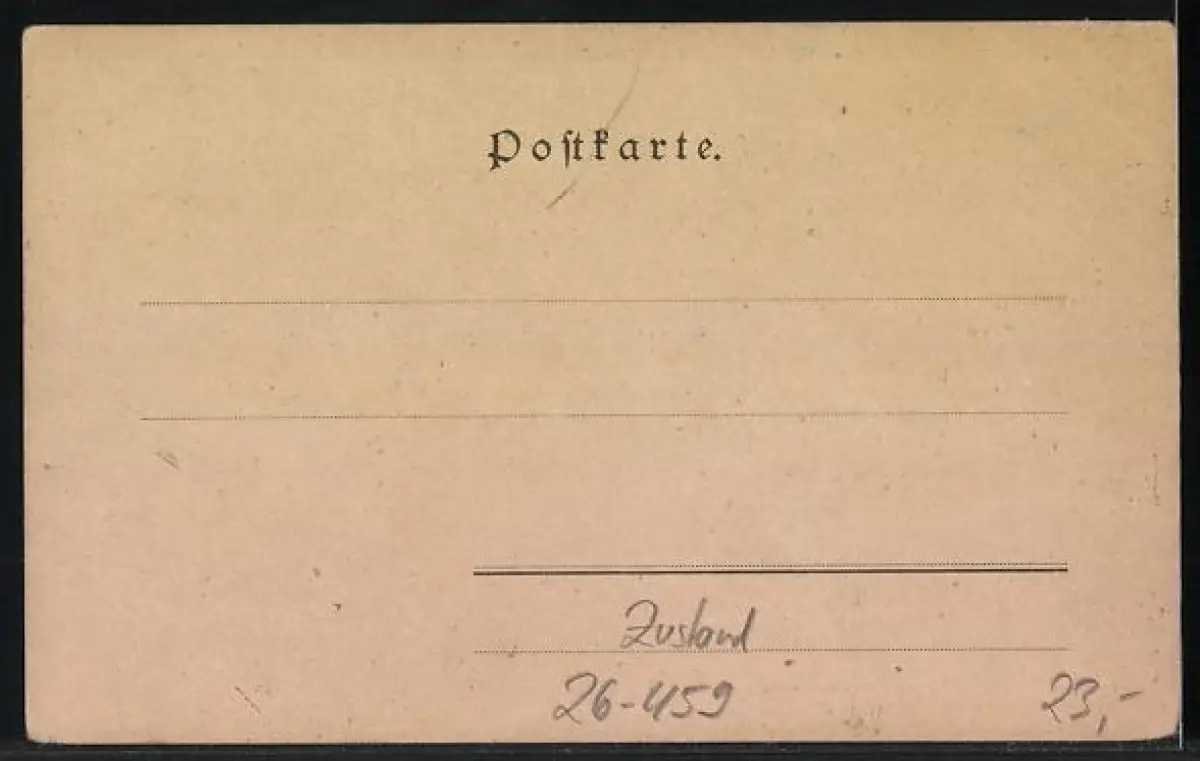 Poſtkarte.
Zustand
26-459
23,-